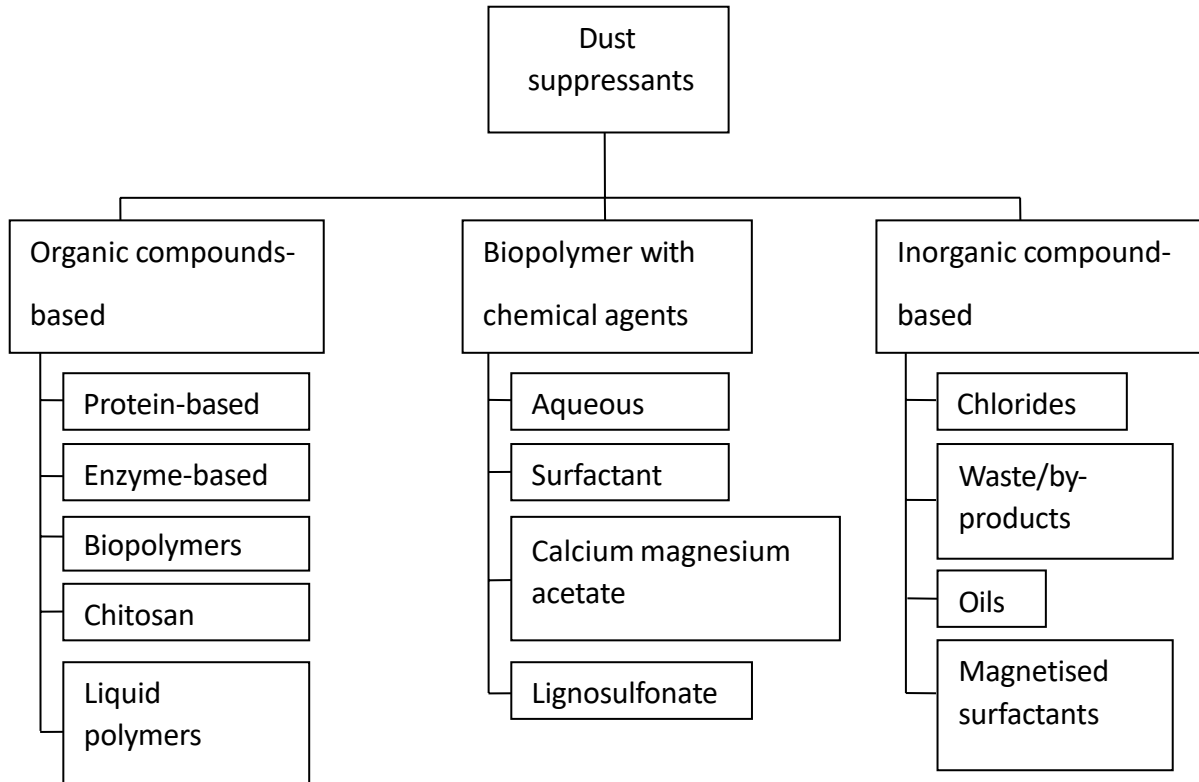 Dust
suppressants
Organic compounds-
based
Protein-based
Enzyme-based
Biopolymers
Chitosan
Liquid
polymers
Biopolymer with
chemical agents
Aqueous
Surfactant
Calcium magnesium
acetate
Lignosulfonate
Inorganic compound-
based
Chlorides
Waste/by-
products
Oils
Magnetised
surfactants